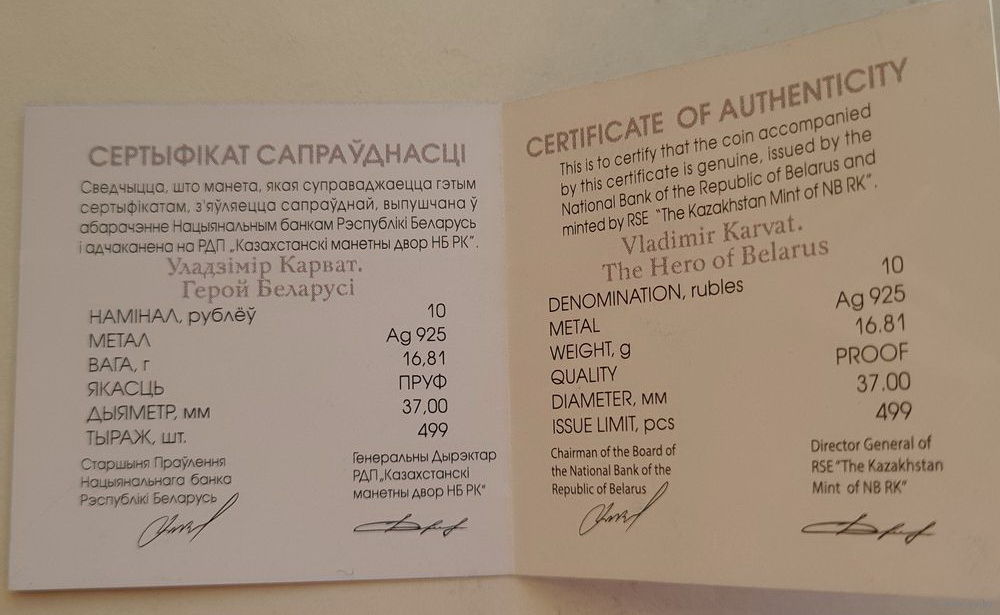 СЕРТЫФІКАТ САПРАЎДНАСЦІ
Сведчыцца, што манета, якая суправаджаецца гэтым
сертыфікатам, з'яўляецца сапраўднай, выпушчана ў
абарачэнне Нацыянальным банкам Рэспублікі Беларусь
і адчаканена на РДП „Казахстанскі манетны двор НБ РК".
Уладзімір Карват.
Герой Беларусі
НАМІНАЛ, рублёў 10
МЕТАЛ Ag 925
ВАГА, г 16,81
ЯКАСЦЬ ПРУФ
ДЫЯМЕТР, мм 37,00
ТЫРАЖ, шт. 499
Старшыня Праўлення
Нацыянальнага банка
Рэспублікі Беларусь
Генеральны Дырэктар
РДП„Казахстанскі
манетны двор НБ РК"
CERTIFICATE OF AUTHENTICITY
This is to certify that the coin accompanied
by this certificate is genuine, issued by the
National Bank of the Republic of Belarus and
minted by RSE "The Kazakhstan Mint of NB RK".
Vladimir Karvat.
The Hero of Belarus
DENOMINATION, rubles 10
METAL Ag 925
WEIGHT, g 16.81
QUALITY PROOF
DIAMETER, мм 37.00
ISSUE LIMIT, pcs 499
Chairman of the Board of
the National Bank of the
Republic of Belarus
Director General of
RSE"The Kazakhstan
Mint of NB RK"